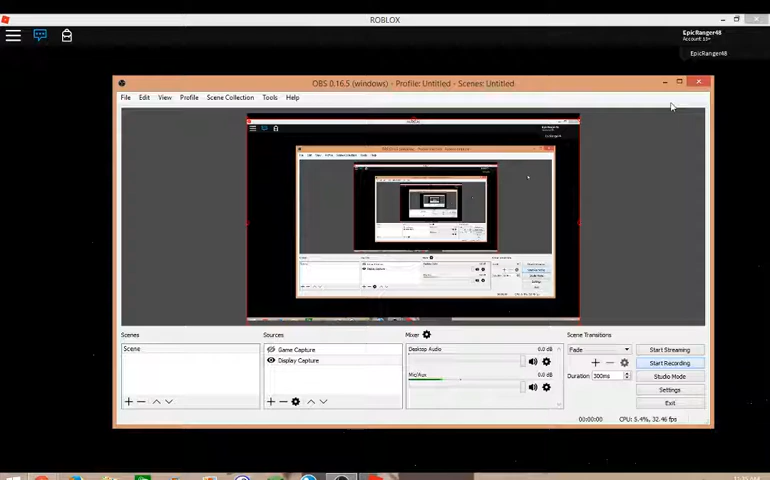 ROBLOX
EpicRanger48
Account: 13+
EpicRanger48
OBS 0.16.5 (windows) - Profile: Untitled - Scenes: Untitled
File Edit View Profile Scene Collection Tools Help
Scenes
Scene
Sources
Game Capture
Display Capture
Mixer
Desktop Audio 0.0 dB
Mic/Aux 0.0 dB
Scene Transitions
Fade
Duration 300ms
Start Streaming
Start Recording
Studio Mode
Settings
Exit
00:00:00 CPU: 5.4%, 32.46 fps